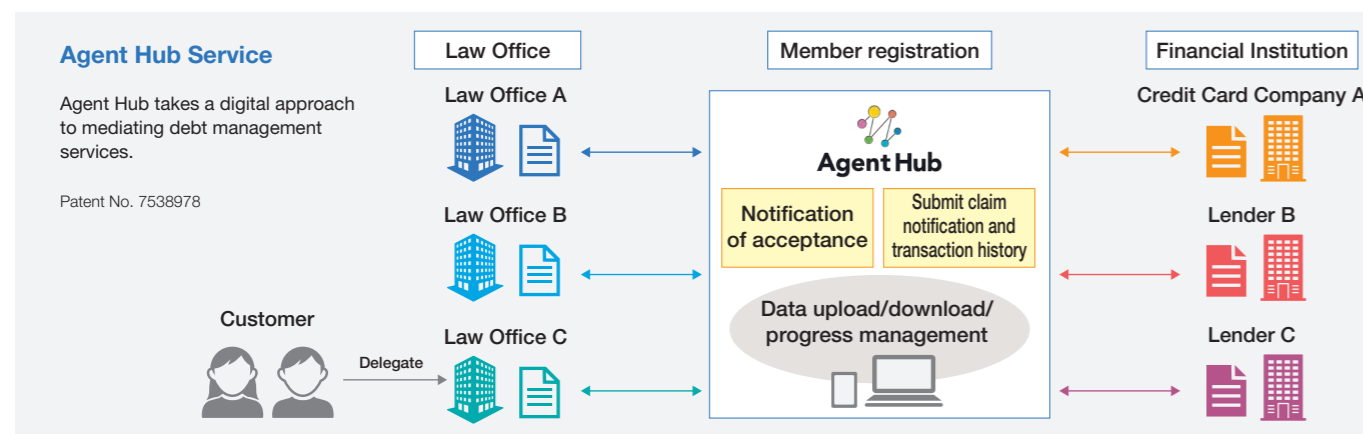 Agent Hub Service
Agent Hub takes a digital approach
to mediating debt management
services.
Patent No. 7538978
Customer
Delegate
Law Office
Law Office A
Law Office B
Law Office C
Member registration
Agent Hub
Notification
of acceptance
Submit claim
notification and
transaction history
Data upload/download/
progress management
Financial Institution
Credit Card Company A
Lender B
Lender C